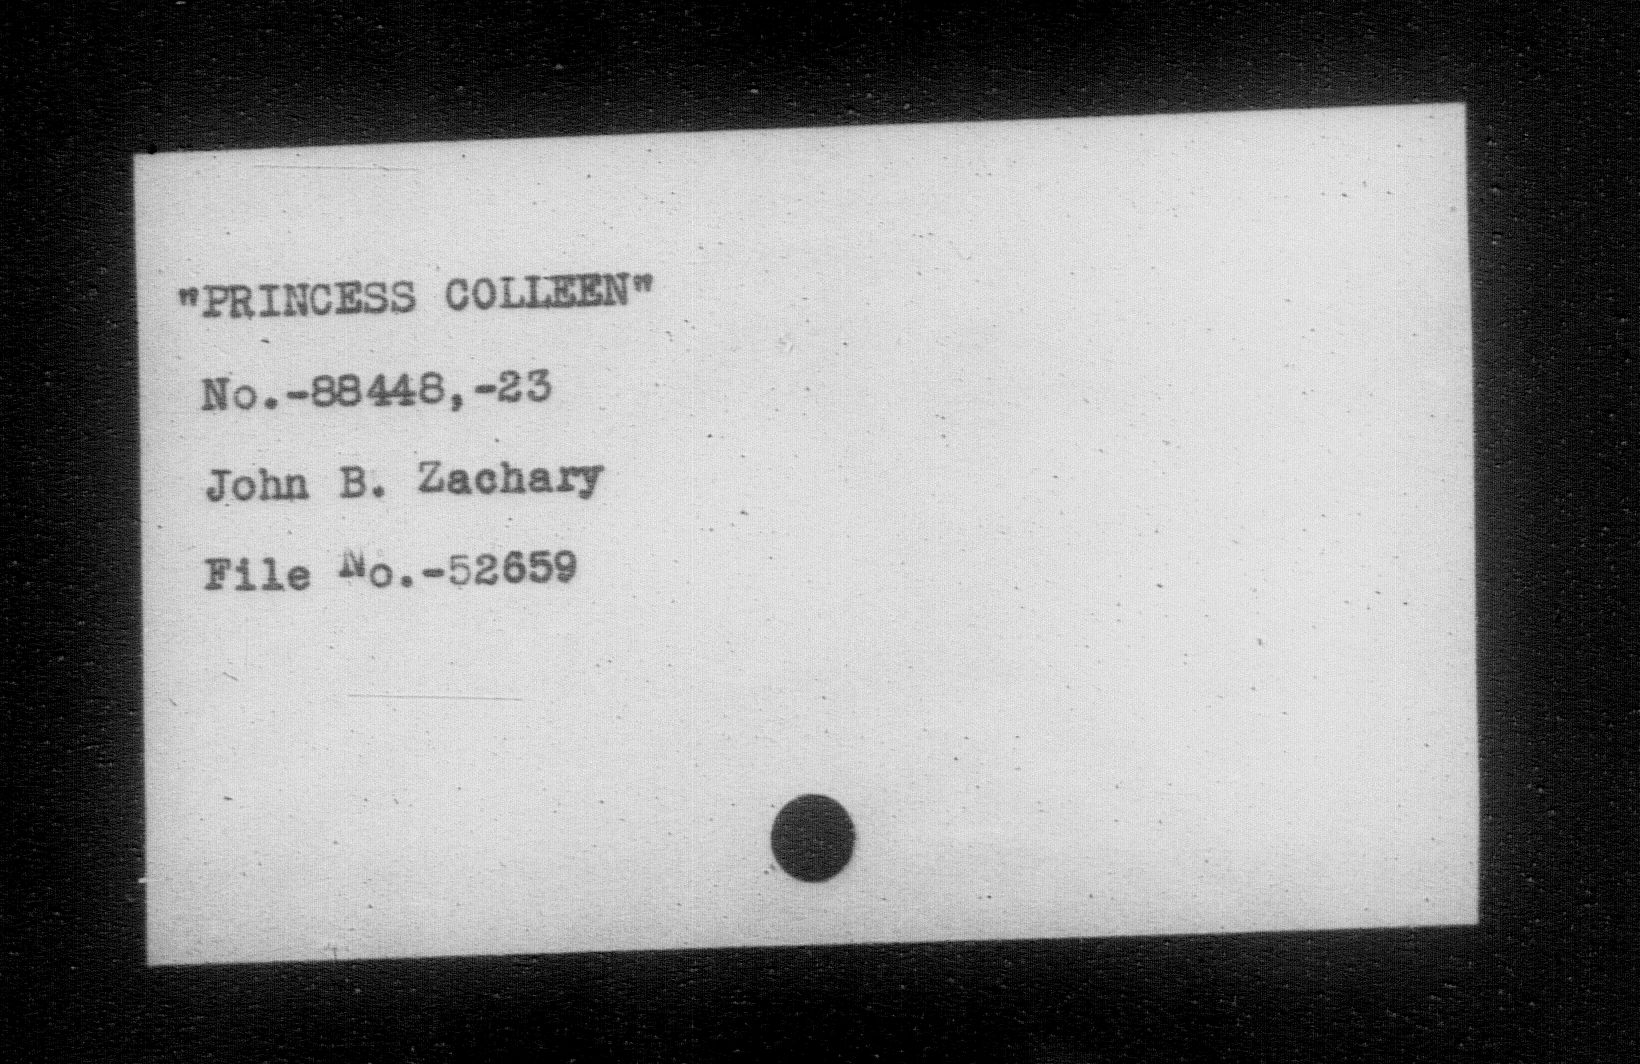 "PRINCESS COLLEEN"
No.-88448,-23
John B. Zachary
File No.-52659